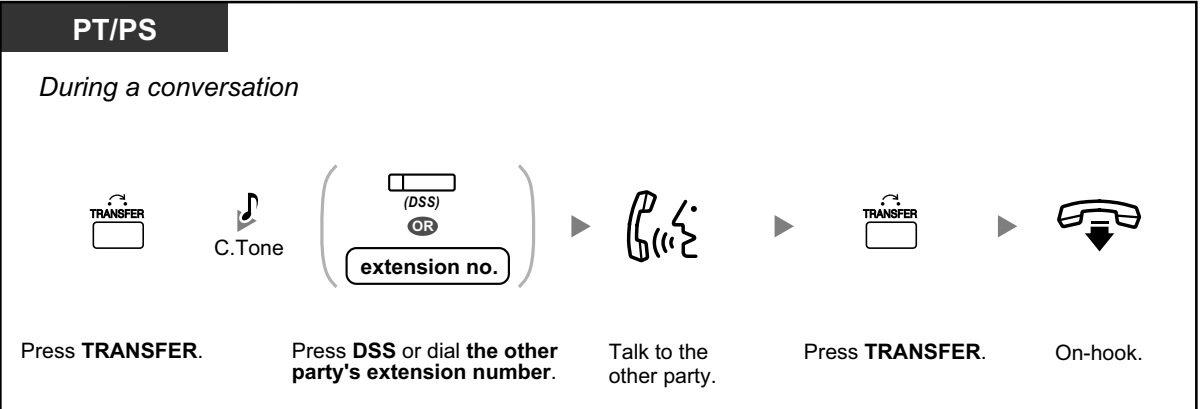 PT/PS
During a conversation
TRANSFER
C.Tone
(DSS)
OR
extension no.
TRANSFER
Press TRANSFER.
Press DSS or dial the other
party's extension number.
Talk to the
other party.
Press TRANSFER.
On-hook.